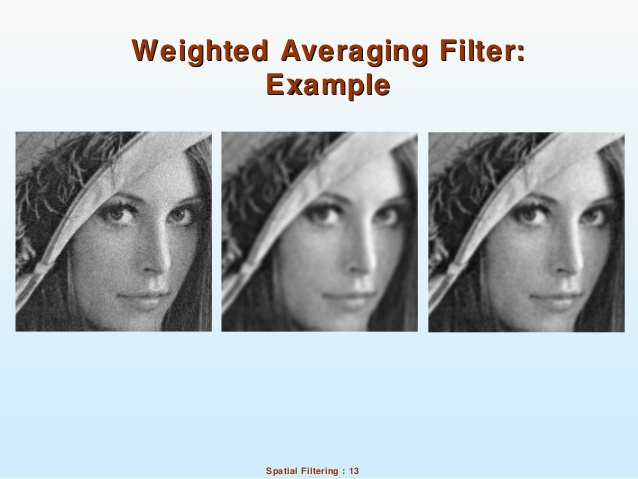 Weighted Averaging Filter:
Example
Spatial Filtering : 13